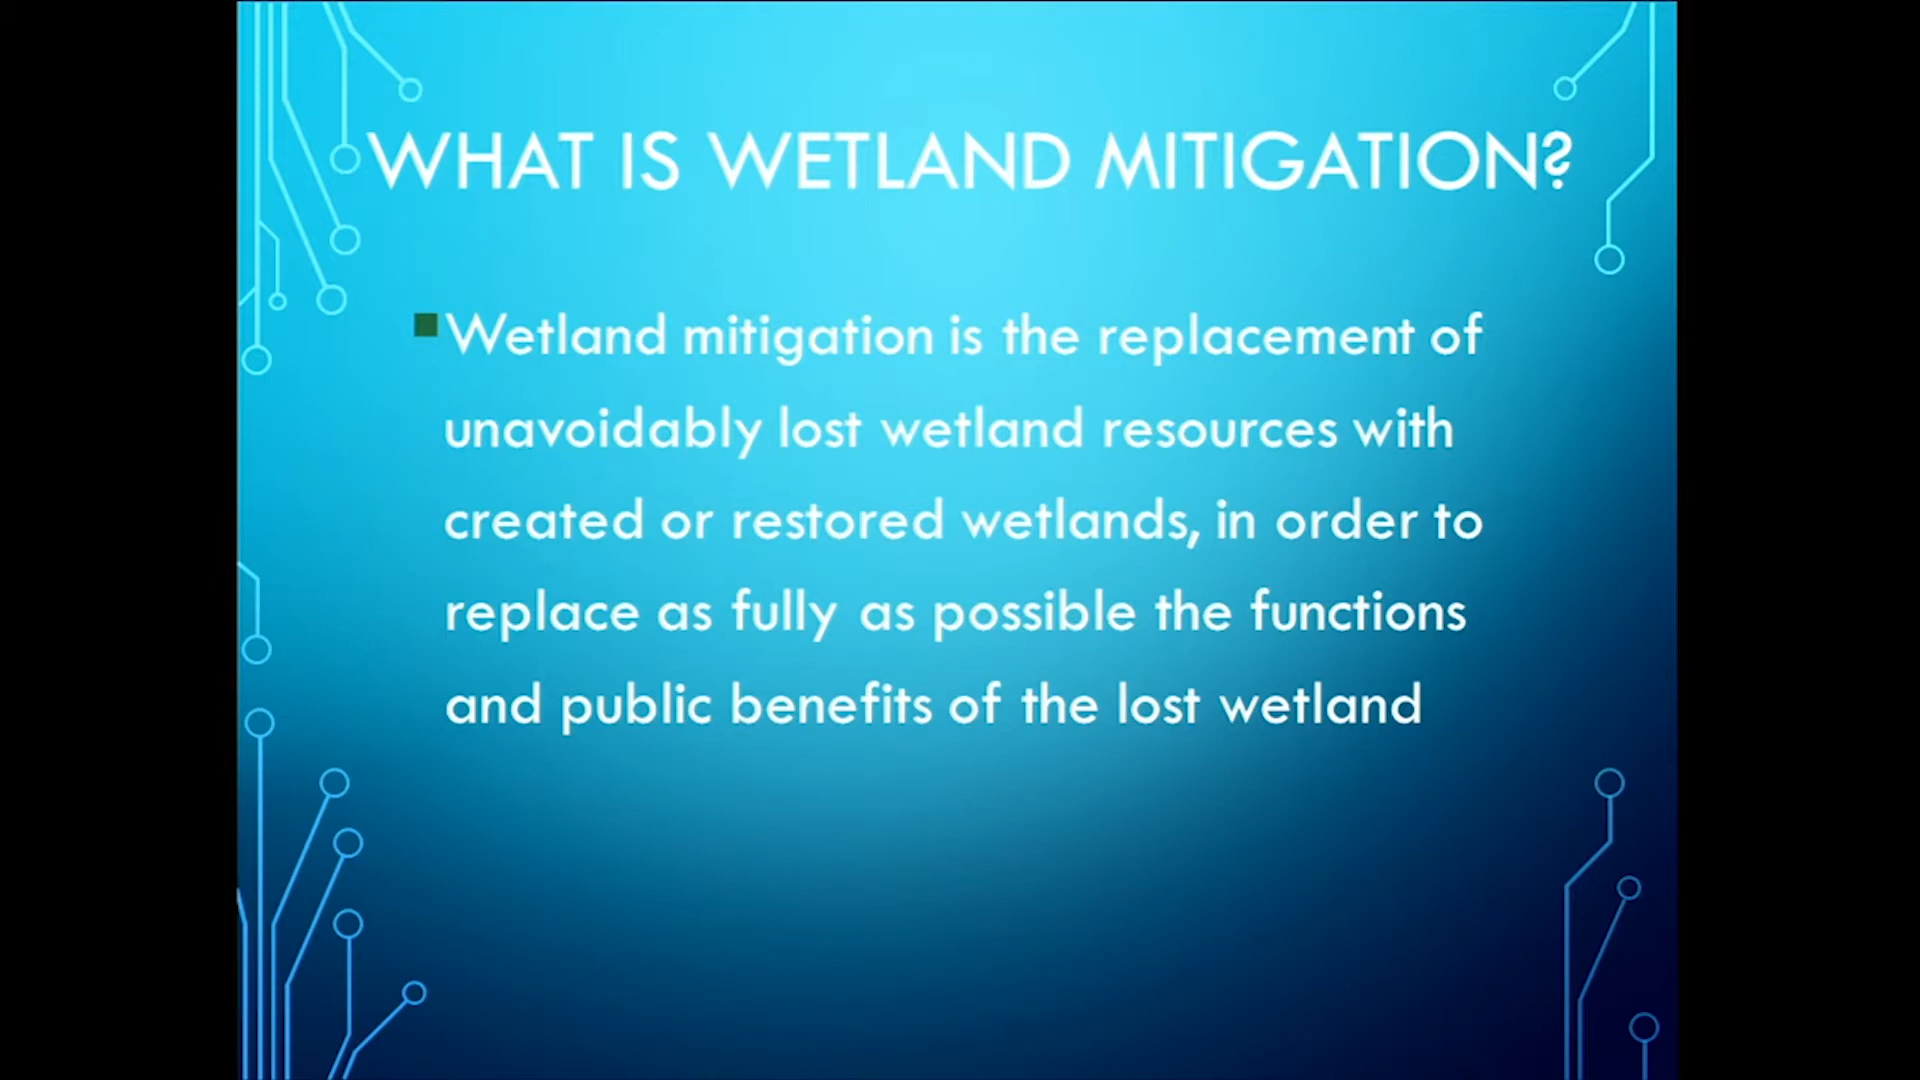 WHAT IS WETLAND MITIGATION?
Wetland mitigation is the replacement of
unavoidably lost wetland resources with
created or restored wetlands, in order to
replace as fully as possible the functions
and public benefits of the lost wetland